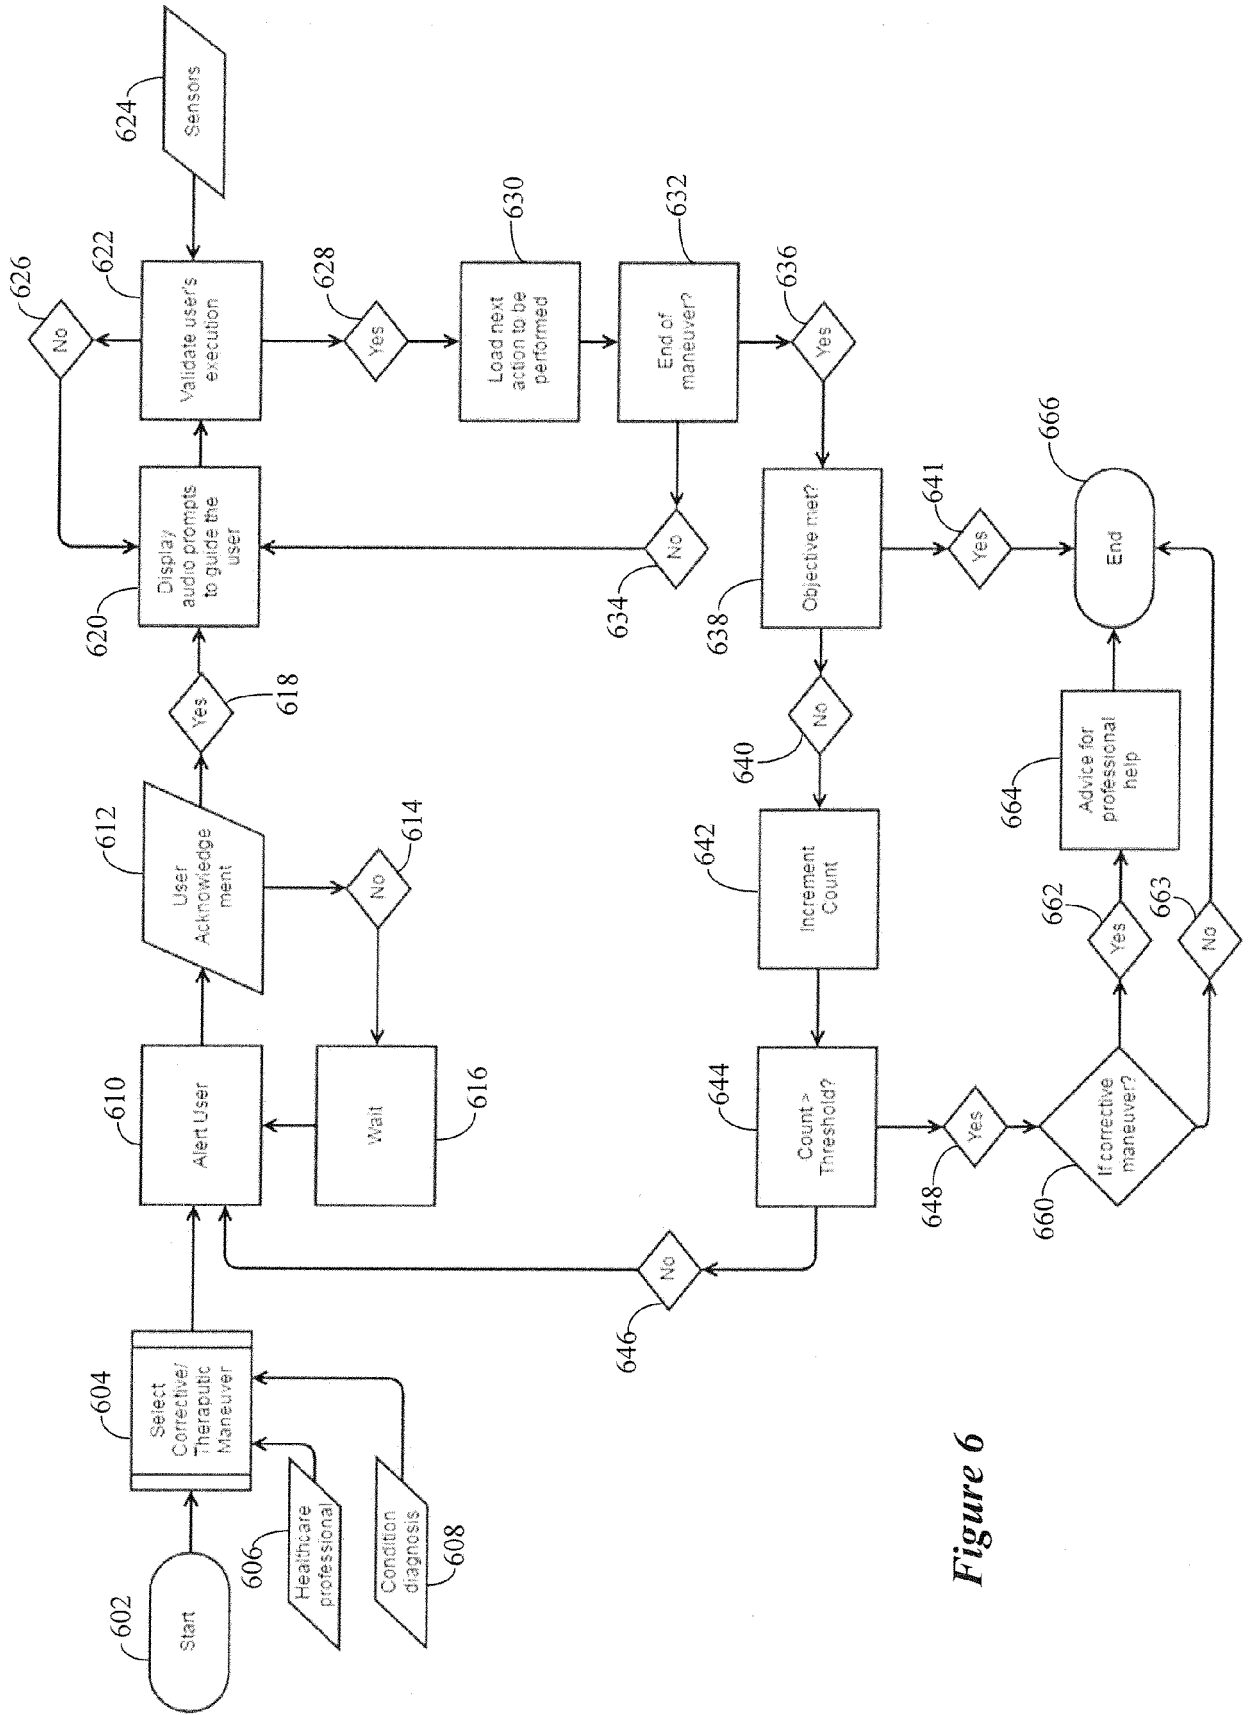 602
Start
604
Select
Corrective/
Theraputic
Maneuver
606
Healthcare
professional
608
Condition
diagnosis
610
Alert User
612
User
Acknowledge
ment
614
No
616
Wait
618
Yes
620
Display
audio prompts
to guide the
user
622
Validate user's
execution
624
Sensors
626
No
628
Yes
630
Load next
action to be
performed
632
End of
maneuver?
634
No
636
Yes
638
Objective met?
640
No
641
Yes
642
Increment
Count
644
Count >
Threshold?
646
No
648
Yes
660
If corrective
maneuver?
662
Yes
663
No
664
Advice for
professional
help
666
End
Figure 6